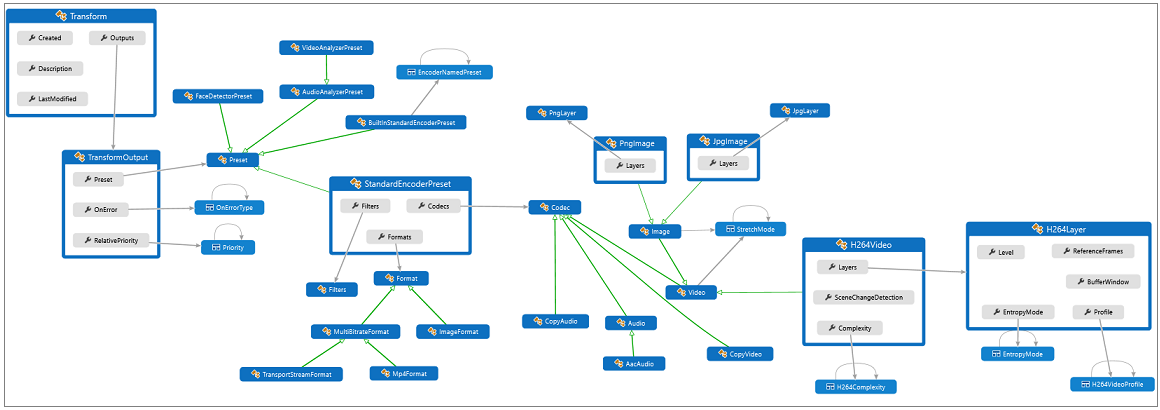 Transform
Created
Outputs
Description
LastModified
VideoAnalyzerPreset
EncoderNamedPreset
FaceDetectorPreset
AudioAnalyzerPreset
BuiltInStandardEncoderPreset
PngLayer
JpgLayer
TransformOutput
Preset
OnError
RelativePriority
Preset
OnErrorType
Priority
StandardEncoderPreset
Filters
Codecs
Formats
PngImage
Layers
JpgImage
Layers
Codec
Image
StretchMode
H264Video
Layers
SceneChangeDetection
Complexity
H264Layer
Level
ReferenceFrames
BufferWindow
EntropyMode
Profile
Filters
Format
Video
MultiBitrateFormat
ImageFormat
CopyAudio
Audio
CopyVideo
EntropyMode
TransportStreamFormat
Mp4Format
AacAudio
H264Complexity
H264VideoProfile